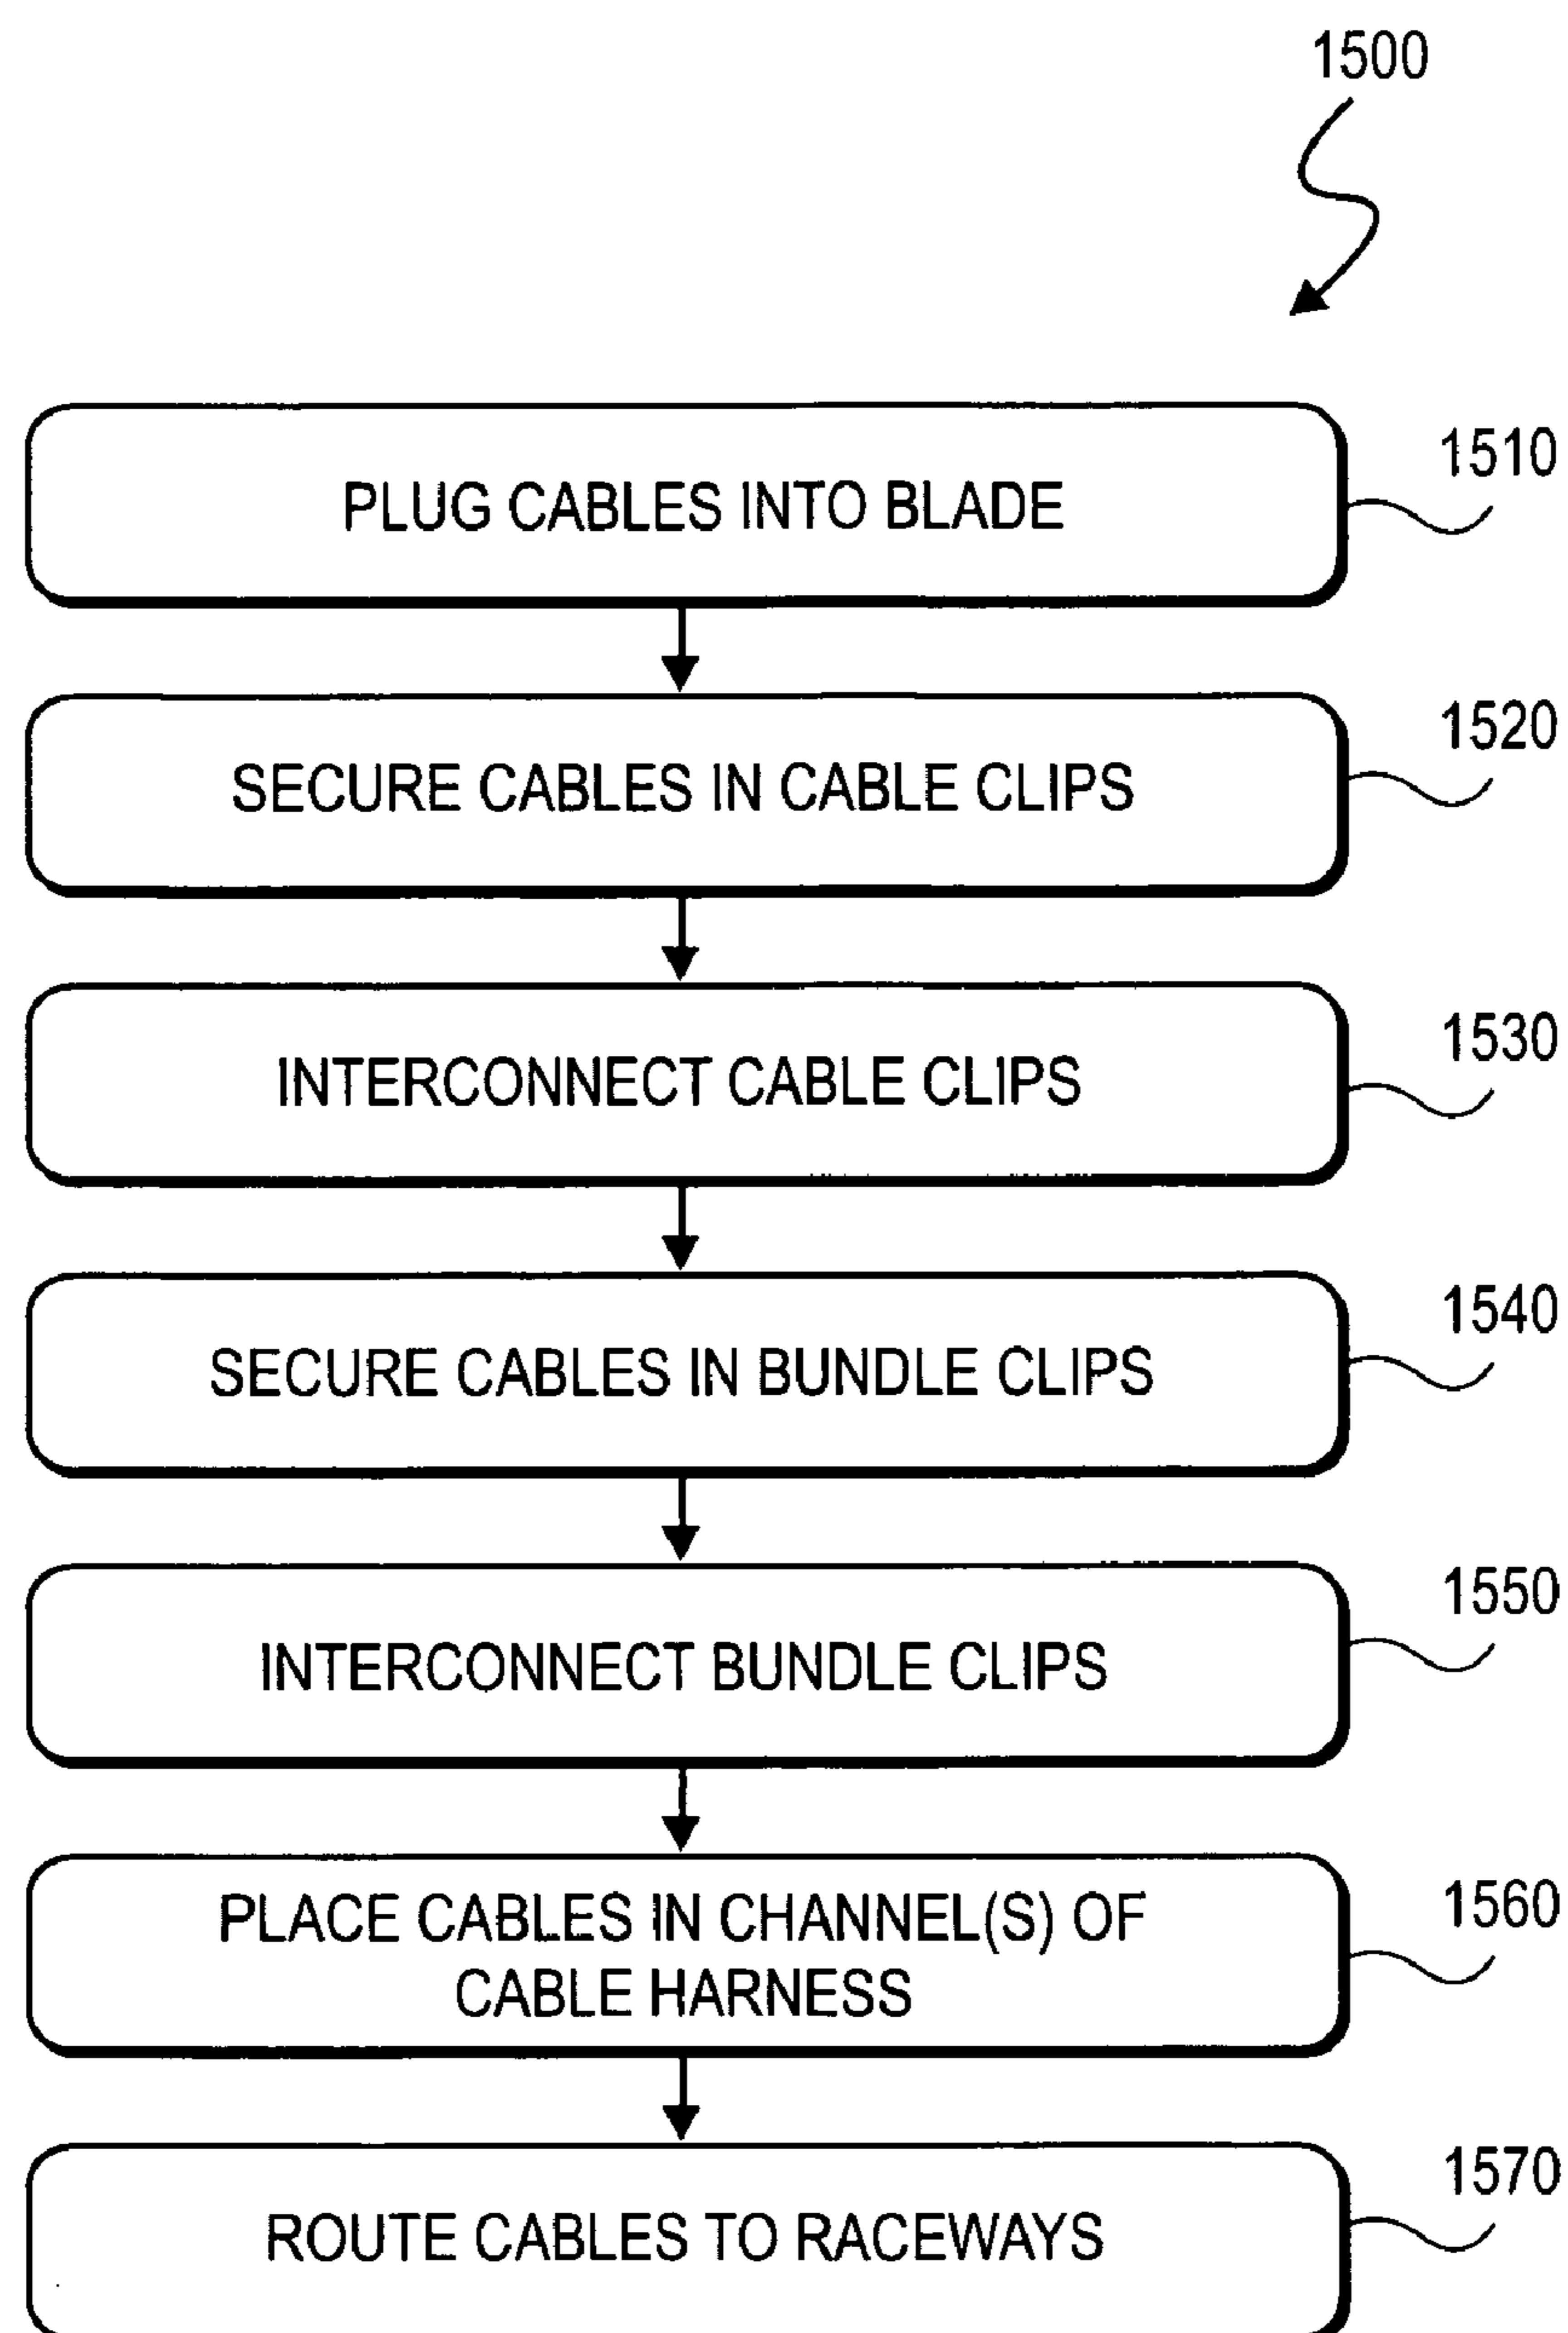 1500
PLUG CABLES INTO BLADE
1510
SECURE CABLES IN CABLE CLIPS
1520
INTERCONNECT CABLE CLIPS
1530
SECURE CABLES IN BUNDLE CLIPS
1540
INTERCONNECT BUNDLE CLIPS
1550
PLACE CABLES IN CHANNEL(S) OF
CABLE HARNESS
1560
ROUTE CABLES TO RACEWAYS
1570